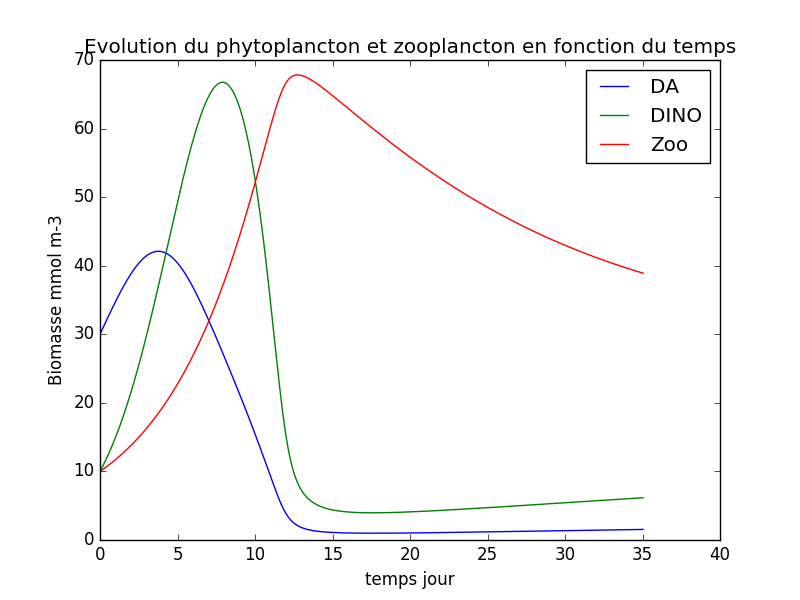 Evolution du phytoplancton et zooplancton en fonction du temps
70
60
50
40
30
20
10
0
Biomasse mmol m-3
DA
DINO
Zoo
0 5 10 15 20 25 30 35 40
temps jour